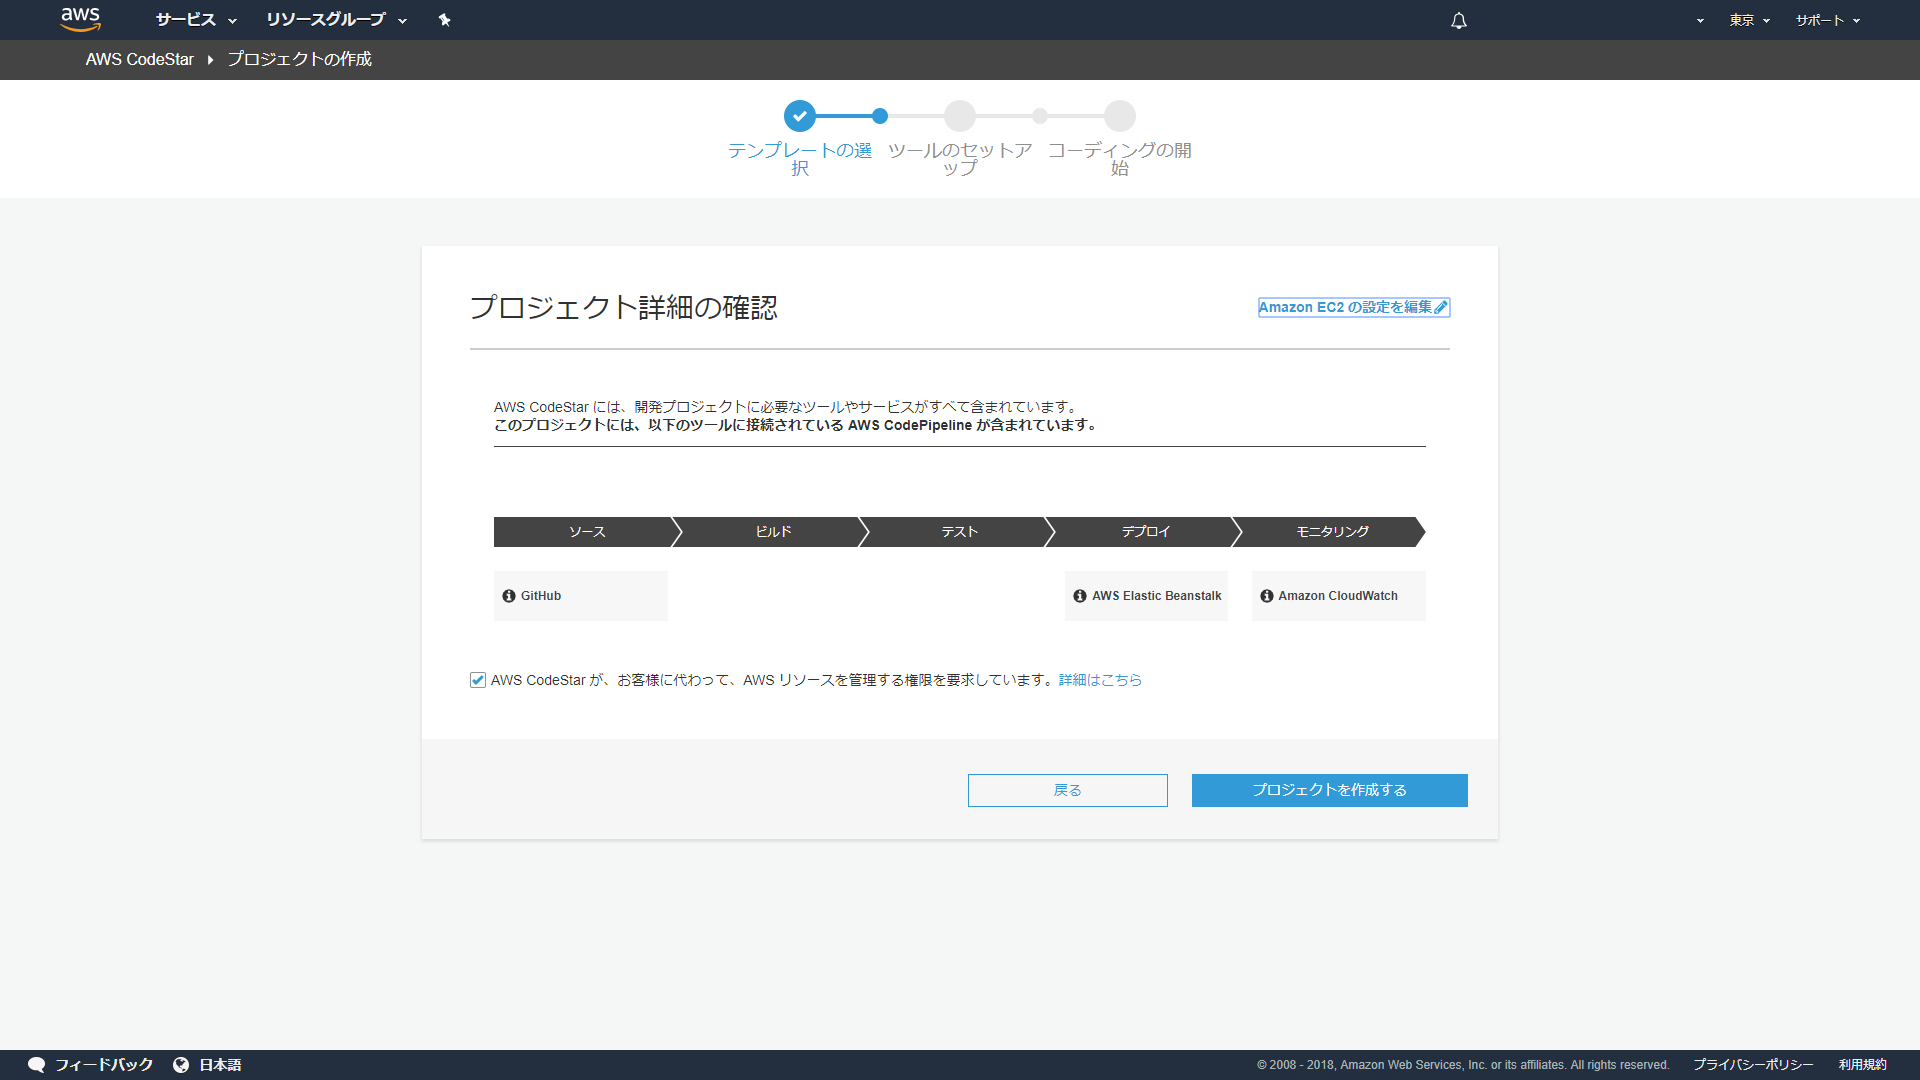 aws サービス リソースグループ 東京 サポート
AWS CodeStar プロジェクトの作成
テンプレートの選
択
ツールのセットア
ップ
コーディングの開
始
プロジェクト詳細の確認
Amazon EC2 の設定を編集
AWS CodeStar には、開発プロジェクトに必要なツールやサービスがすべて含まれています。
このプロジェクトには、以下のツールに接続されている AWS CodePipeline が含まれています。
ソース ビルド テスト デプロイ モニタリング
GitHub AWS Elastic Beanstalk Amazon CloudWatch
AWS CodeStar が、お客様に代わって、AWS リソースを管理する権限を要求しています。詳細はこちら
戻る プロジェクトを作成する
フィードバック 日本語 © 2008 - 2018, Amazon Web Services, Inc. or its affiliates. All rights reserved. プライバシーポリシー 利用規約